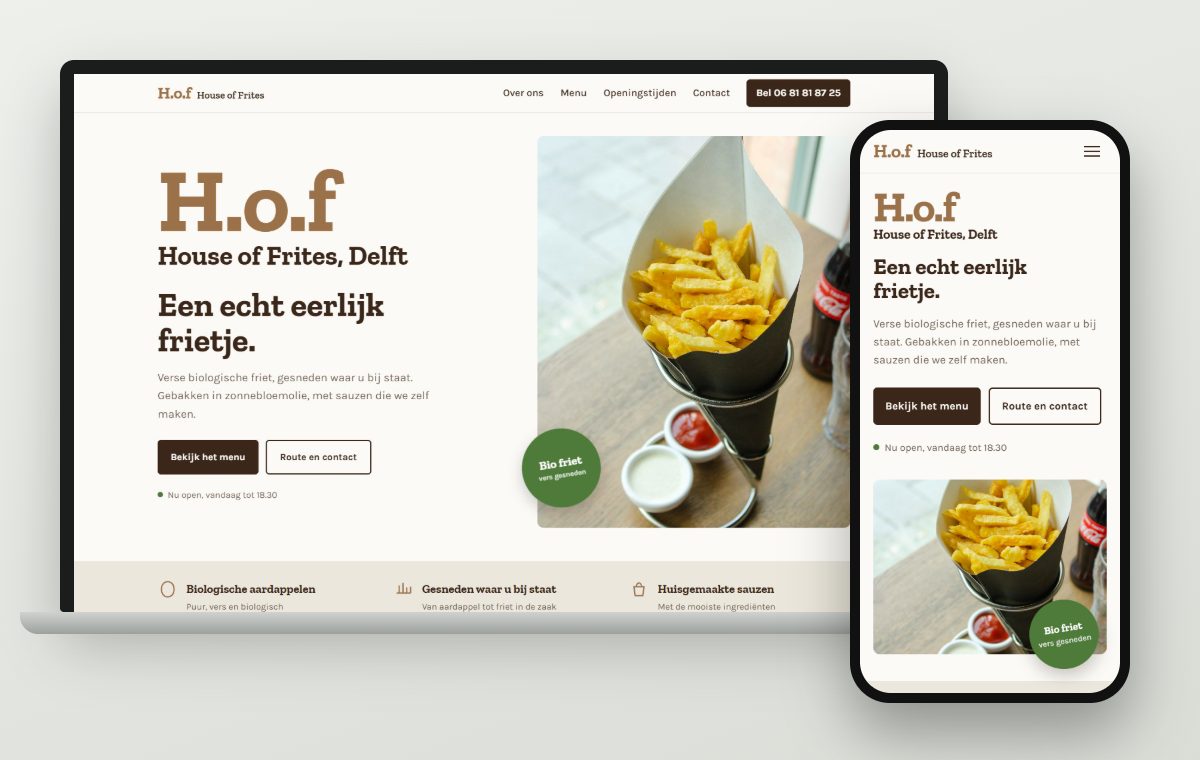 H.o.f House of Frites
Over ons Menu Openingstijden Contact Bel 06 81 81 87 25
H.o.f
House of Frites, Delft
Een echt eerlijk
frietje.
Verse biologische friet, gesneden waar u bij staat.
Gebakken in zonnebloemolie, met sauzen die we zelf
maken.
Bekijk het menu Route en contact
Nu open, vandaag tot 18.30
Bio friet
vers gesneden
Biologische aardappelen
Puur, vers en biologisch
Gesneden waar u bij staat
Van aardappel tot friet in de zaak
Huisgemaakte sauzen
Met de mooiste ingrediënten
H.o.f House of Frites
H.o.f
House of Frites, Delft
Een echt eerlijk
frietje.
Verse biologische friet, gesneden waar u bij
staat. Gebakken in zonnebloemolie, met
sauzen die we zelf maken.
Bekijk het menu Route en contact
Nu open, vandaag tot 18.30
Bio friet
vers gesneden